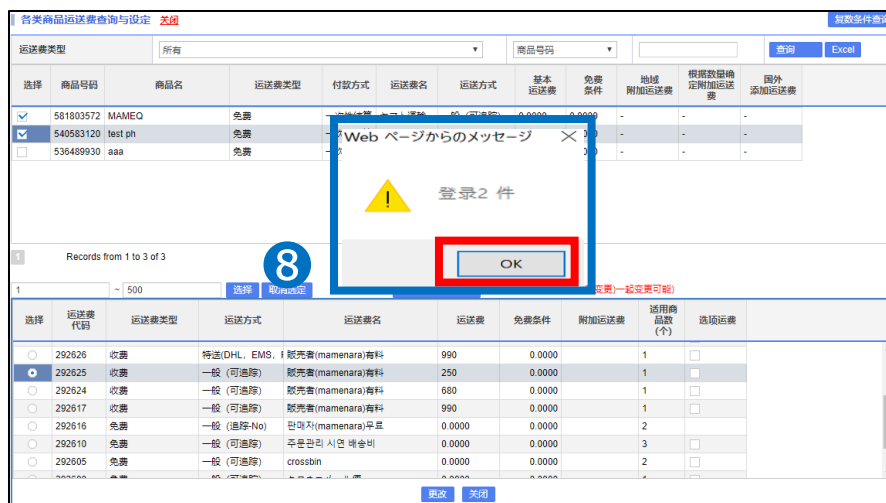 各类商品运送费查询与设定 关闭 复数条件查询
运送费类型 所有 商品号码 查询 Excel
选择 商品号码 商品名 运送费类型 付款方式 运送费名 运送方式 基本运送费 免费条件 地域附加运送费 根据数量确定附加运送费 国外添加运送费
581803572 MAMEQ 免费 - - -
540583120 test ph 免费 - - -
536489930 aaa 免费 - - -
Web ページからのメッセージ
登录2 件
OK
8
1 Records from 1 to 3 of 3
1 ~ 500 选择 取消选定 变更)一起变更可能)
选择 运送费代码 运送费类型 运送方式 运送费名 运送费 免费条件 附加运送费 适用商品数(个) 选项运费
292626 收费 特送(DHL, EMS, 販売者(mamenara)有料 990 0.0000 1
292625 收费 一般 (可追踪) 販売者(mamenara)有料 250 0.0000 1
292624 收费 一般 (可追踪) 販売者(mamenara)有料 680 0.0000 1
292617 收费 一般 (可追踪) 販売者(mamenara)有料 990 0.0000 1
292616 免费 一般 (追踪-No) 판매자(mamenara)무료 0.0000 0.0000 2
292610 免费 一般 (可追踪) 주문관리 시연 배송비 0.0000 0.0000 3
292605 免费 一般 (可追踪) crossbin 0.0000 0.0000 2
更改 关闭